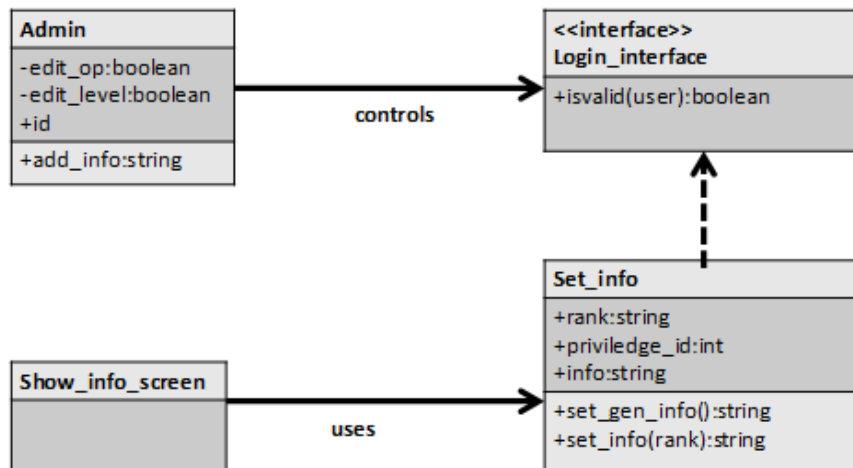 Admin
-edit_op:boolean
-edit_level:boolean
+id
+add_info:string
controls
<<interface>>
Login_interface
+isvalid(user):boolean
Show_info_screen
uses
Set_info
+rank:string
+priviledge_id:int
+info:string
+set_gen_info():string
+set_info(rank):string